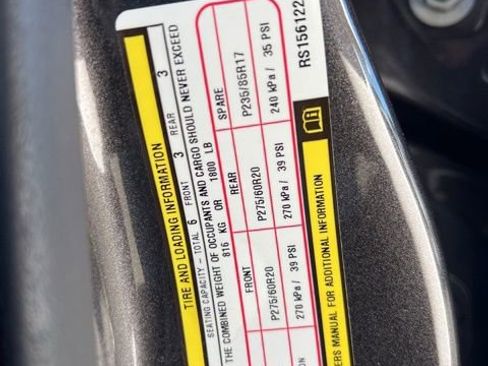 TIRE AND LOADING INFORMATION
SEATING CAPACITY - TOTAL 6 FRONT 3 REAR 3
THE COMBINED WEIGHT OF OCCUPANTS AND CARGO SHOULD NEVER EXCEED
816 KG OR 1800 LB
FRONT REAR SPARE
P275/60R20 P275/60R20 P235/85R17
270 kPa / 39 PSI 270 kPa / 39 PSI 240 kPa / 35 PSI
ERS MANUAL FOR ADDITIONAL INFORMATION
RS156122